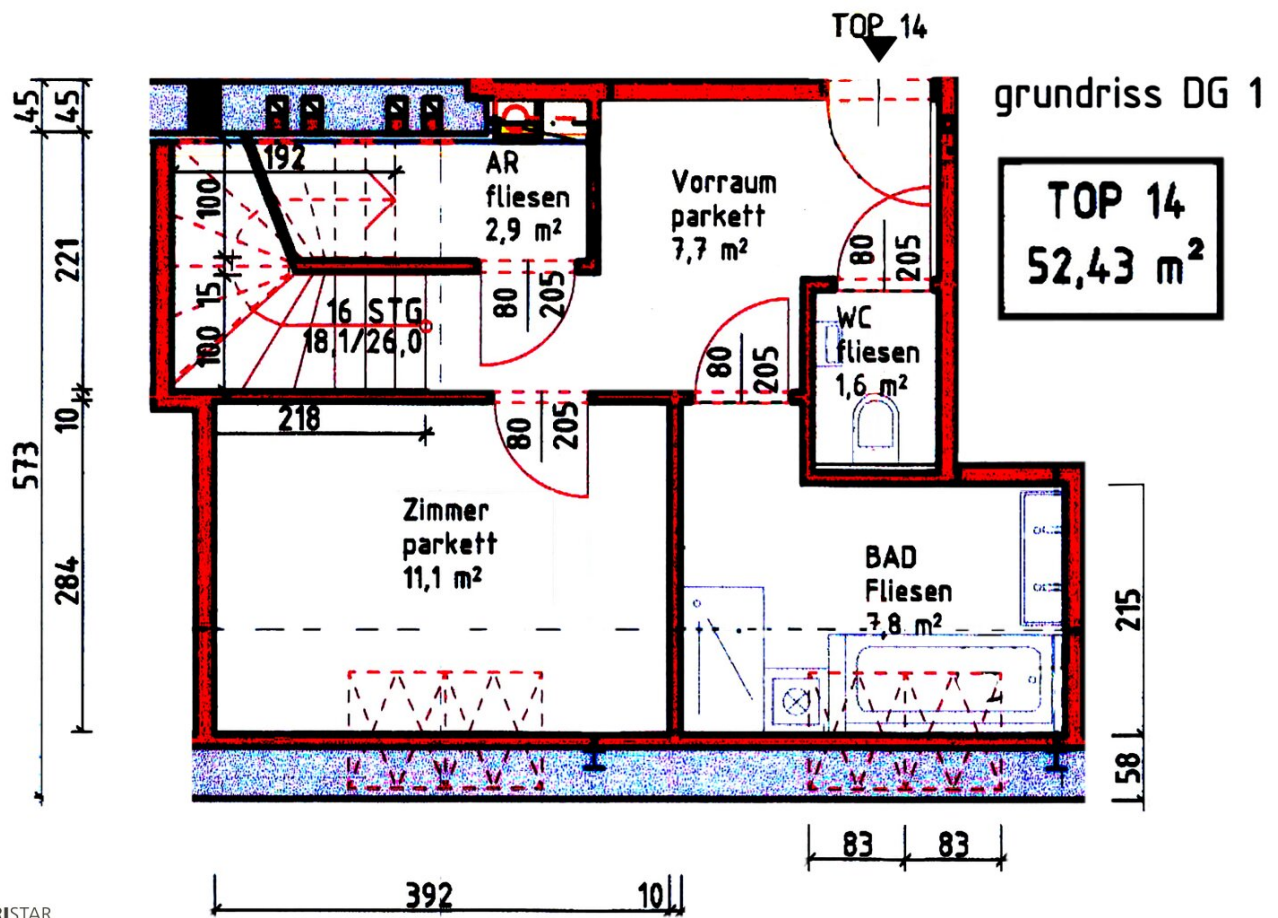 TOP 14
grundriss DG 1
TOP 14
52,43 m²
45
45
192
AR
fliesen
2,9 m²
Vorraum
parkett
7,7 m²
100
221
80
205
15
16 STG
18,1/26,0
80
205
WC
fliesen
1,6 m²
100
80
205
10
218
80
205
573
Zimmer
parkett
11,1 m²
BAD
Fliesen
7,8 m²
284
215
58
83
83
392
10
RISTAR